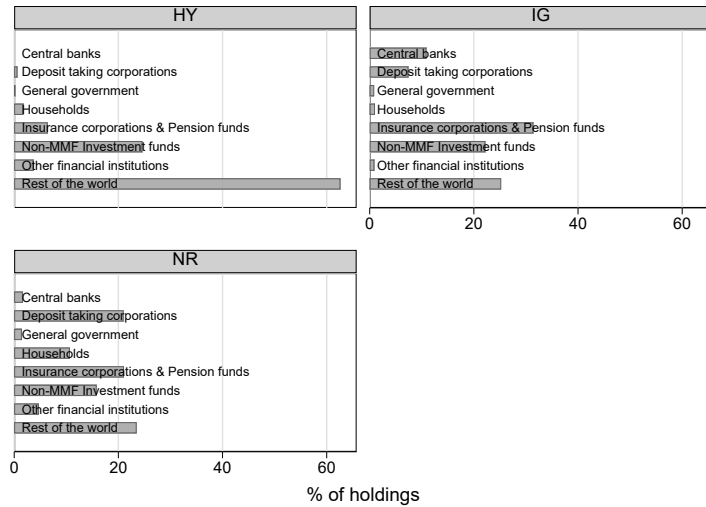 HY
Central banks
Deposit taking corporations
General government
Households
Insurance corporations & Pension funds
Non-MMF Investment funds
Other financial institutions
Rest of the world
IG
Central banks
Deposit taking corporations
General government
Households
Insurance corporations & Pension funds
Non-MMF Investment funds
Other financial institutions
Rest of the world
0 20 40 60
NR
Central banks
Deposit taking corporations
General government
Households
Insurance corporations & Pension funds
Non-MMF Investment funds
Other financial institutions
Rest of the world
0 20 40 60
% of holdings